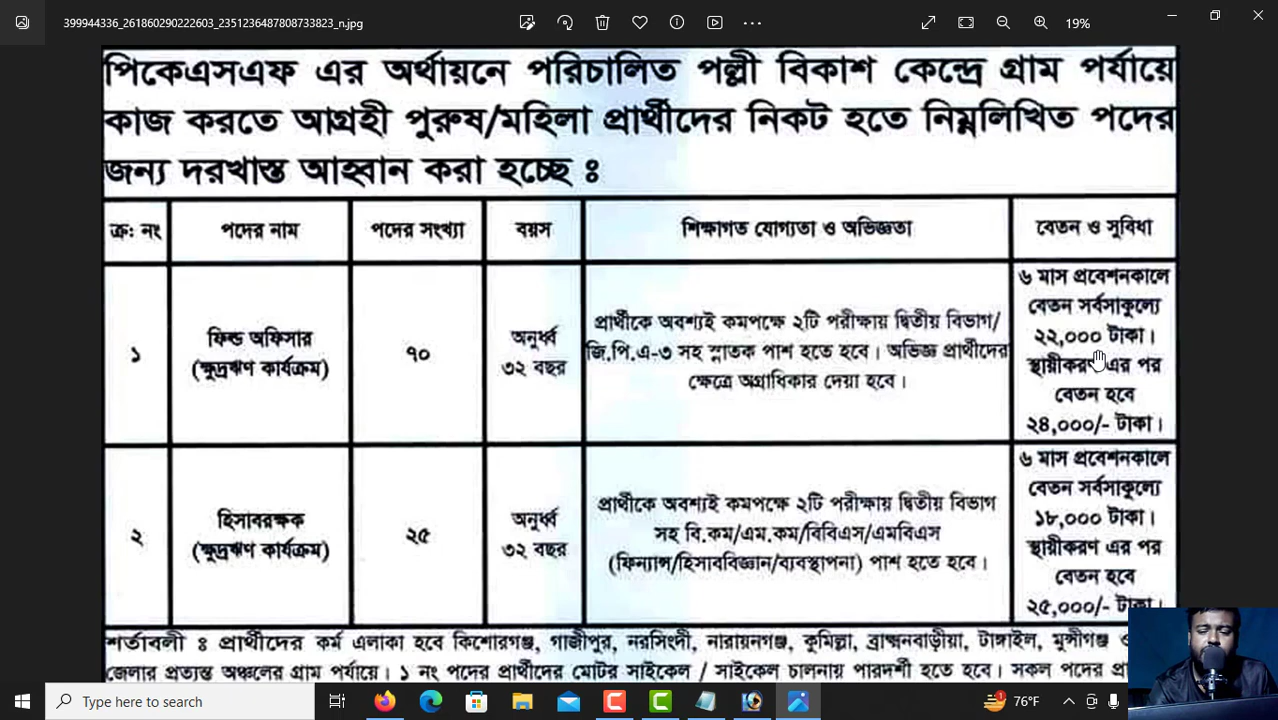 399944336_261860290222603_2351236487808733823_n.jpg
19%
পিকেএসএফ এর অর্থায়নে পরিচালিত পল্লী বিকাশ কেন্দ্রে গ্রাম পর্যায়ে
কাজ করতে আগ্রহী পুরুষ/মহিলা প্রার্থীদের নিকট হতে নিম্নলিখিত পদের
জন্য দরখাস্ত আহ্বান করা হচ্ছে ঃ
ক্র: নং পদের নাম পদের সংখ্যা বয়স শিক্ষাগত যোগ্যতা ও অভিজ্ঞতা বেতন ও সুবিধা
১
ফিল্ড অফিসার
(ক্ষুদ্রঋণ কার্যক্রম)
৭০
অনুর্ধ্ব
৩২ বছর
প্রার্থীকে অবশ্যই কমপক্ষে ২টি পরীক্ষায় দ্বিতীয় বিভাগ/
জি.পি.এ-৩ সহ স্নাতক পাশ হতে হবে। অভিজ্ঞ প্রার্থীদের
ক্ষেত্রে অগ্রাধিকার দেয়া হবে।
৬ মাস প্রবেশনকালে
বেতন সর্বসাকুল্যে
২২,০০০ টাকা।
স্থায়ীকরণ এর পর
বেতন হবে
২৪,০০০/- টাকা।
২
হিসাবরক্ষক
(ক্ষুদ্রঋণ কার্যক্রম)
২৫
অনুর্ধ্ব
৩২ বছর
প্রার্থীকে অবশ্যই কমপক্ষে ২টি পরীক্ষায় দ্বিতীয় বিভাগ
সহ বি.কম/এম.কম/বিবিএস/এমবিএস
(ফিন্যান্স/হিসাববিজ্ঞান/ব্যবস্থাপনা) পাশ হতে হবে।
৬ মাস প্রবেশনকালে
বেতন সর্বসাকুল্যে
১৮,০০০ টাকা।
স্থায়ীকরণ এর পর
বেতন হবে
২৫,০০০/- টাকা।
শর্তাবলী ঃ প্রার্থীদের কর্ম এলাকা হবে কিশোরগঞ্জ, গাজীপুর, নরসিংদী, নারায়নগঞ্জ, কুমিল্লা, ব্রাহ্মনবাড়ীয়া, টাঙ্গাইল, মুন্সীগঞ্জ
জেলার প্রত্যন্ত অঞ্চলের গ্রাম পর্যায়ে। ১ নং পদের প্রার্থীদের মোটর সাইকেল / সাইকেল চালনায় পারদর্শী হতে হবে। সকল পদের
Type here to search
1
76°F